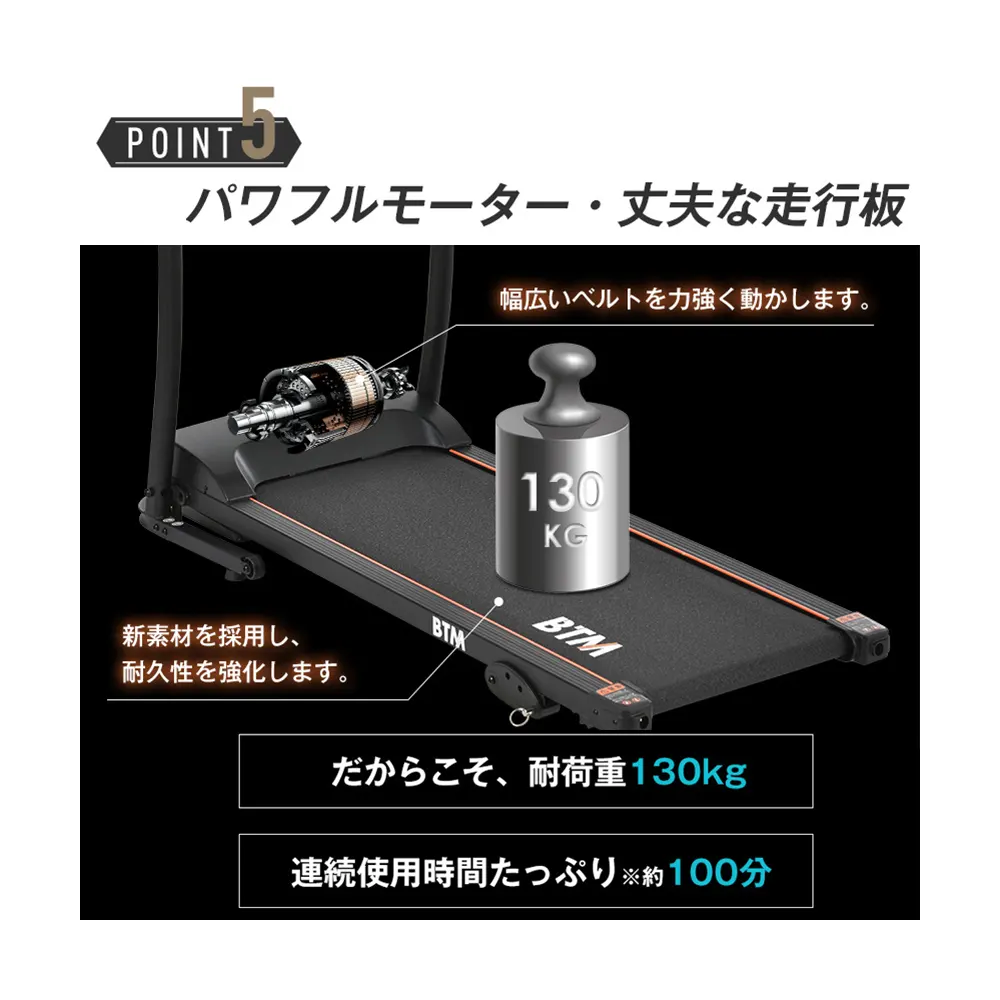 POINT 5
パワフルモーター・丈夫な走行板
幅広いベルトを力強く動かします。
130
KG
新素材を採用し、
耐久性を強化します。
BTM
BTM
だからこそ、耐荷重130kg
連続使用時間たっぷり※約100分